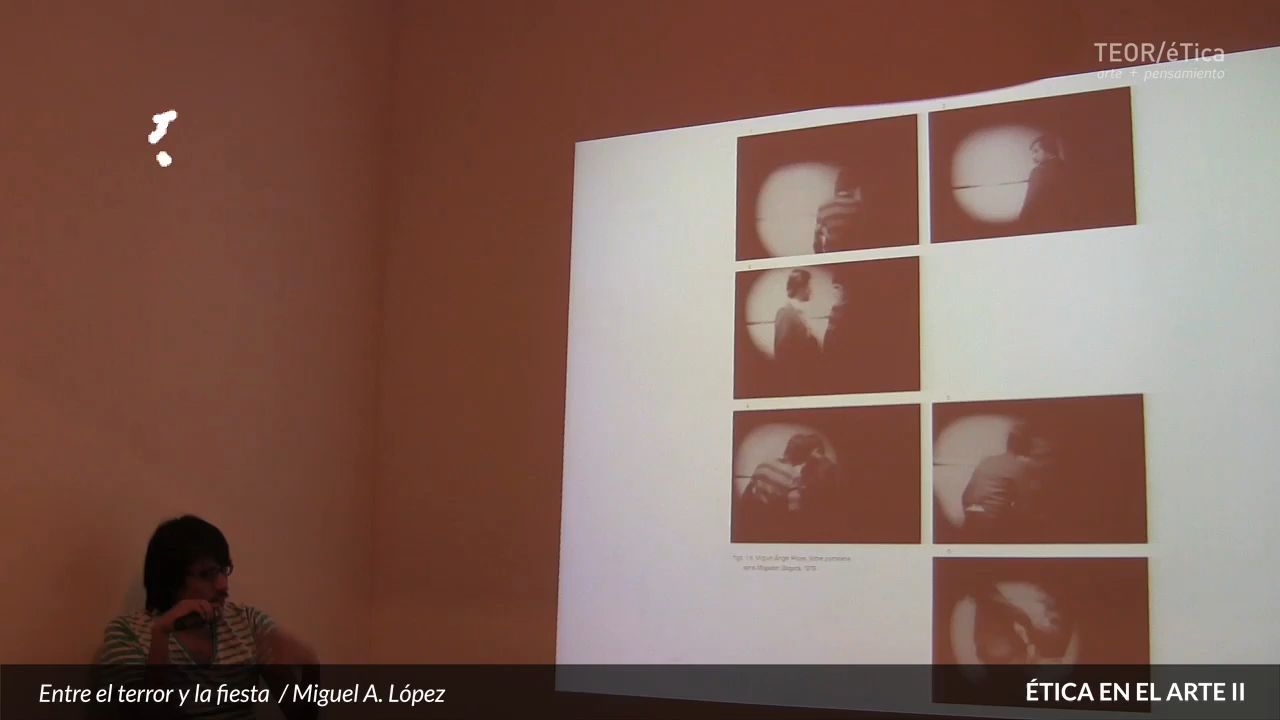 TEOR/éTica
arte + pensamiento
Entre el terror y la fiesta / Miguel A. López
ÉTICA EN EL ARTE II